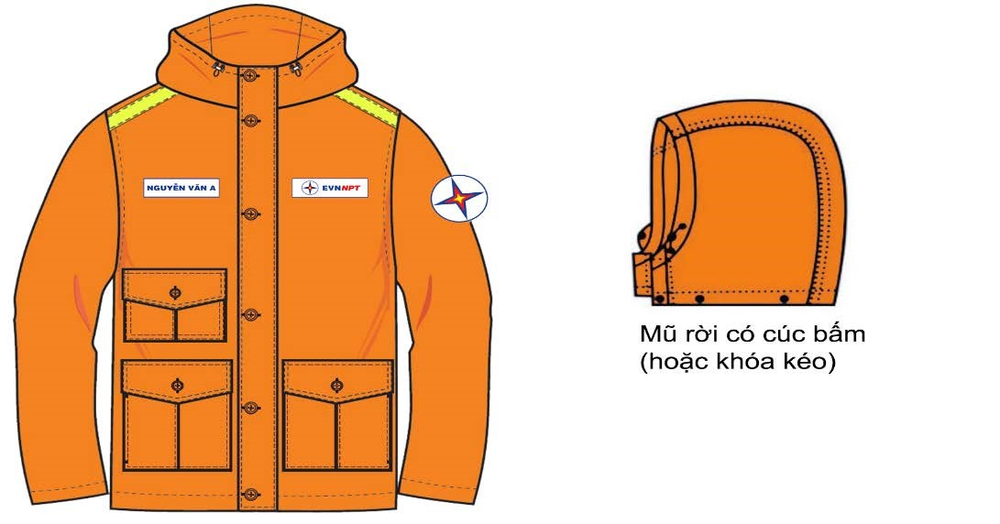 NGUYỄN VĂN A
EVNNPT
Mũ rời có cúc bấm
(hoặc khóa kéo)